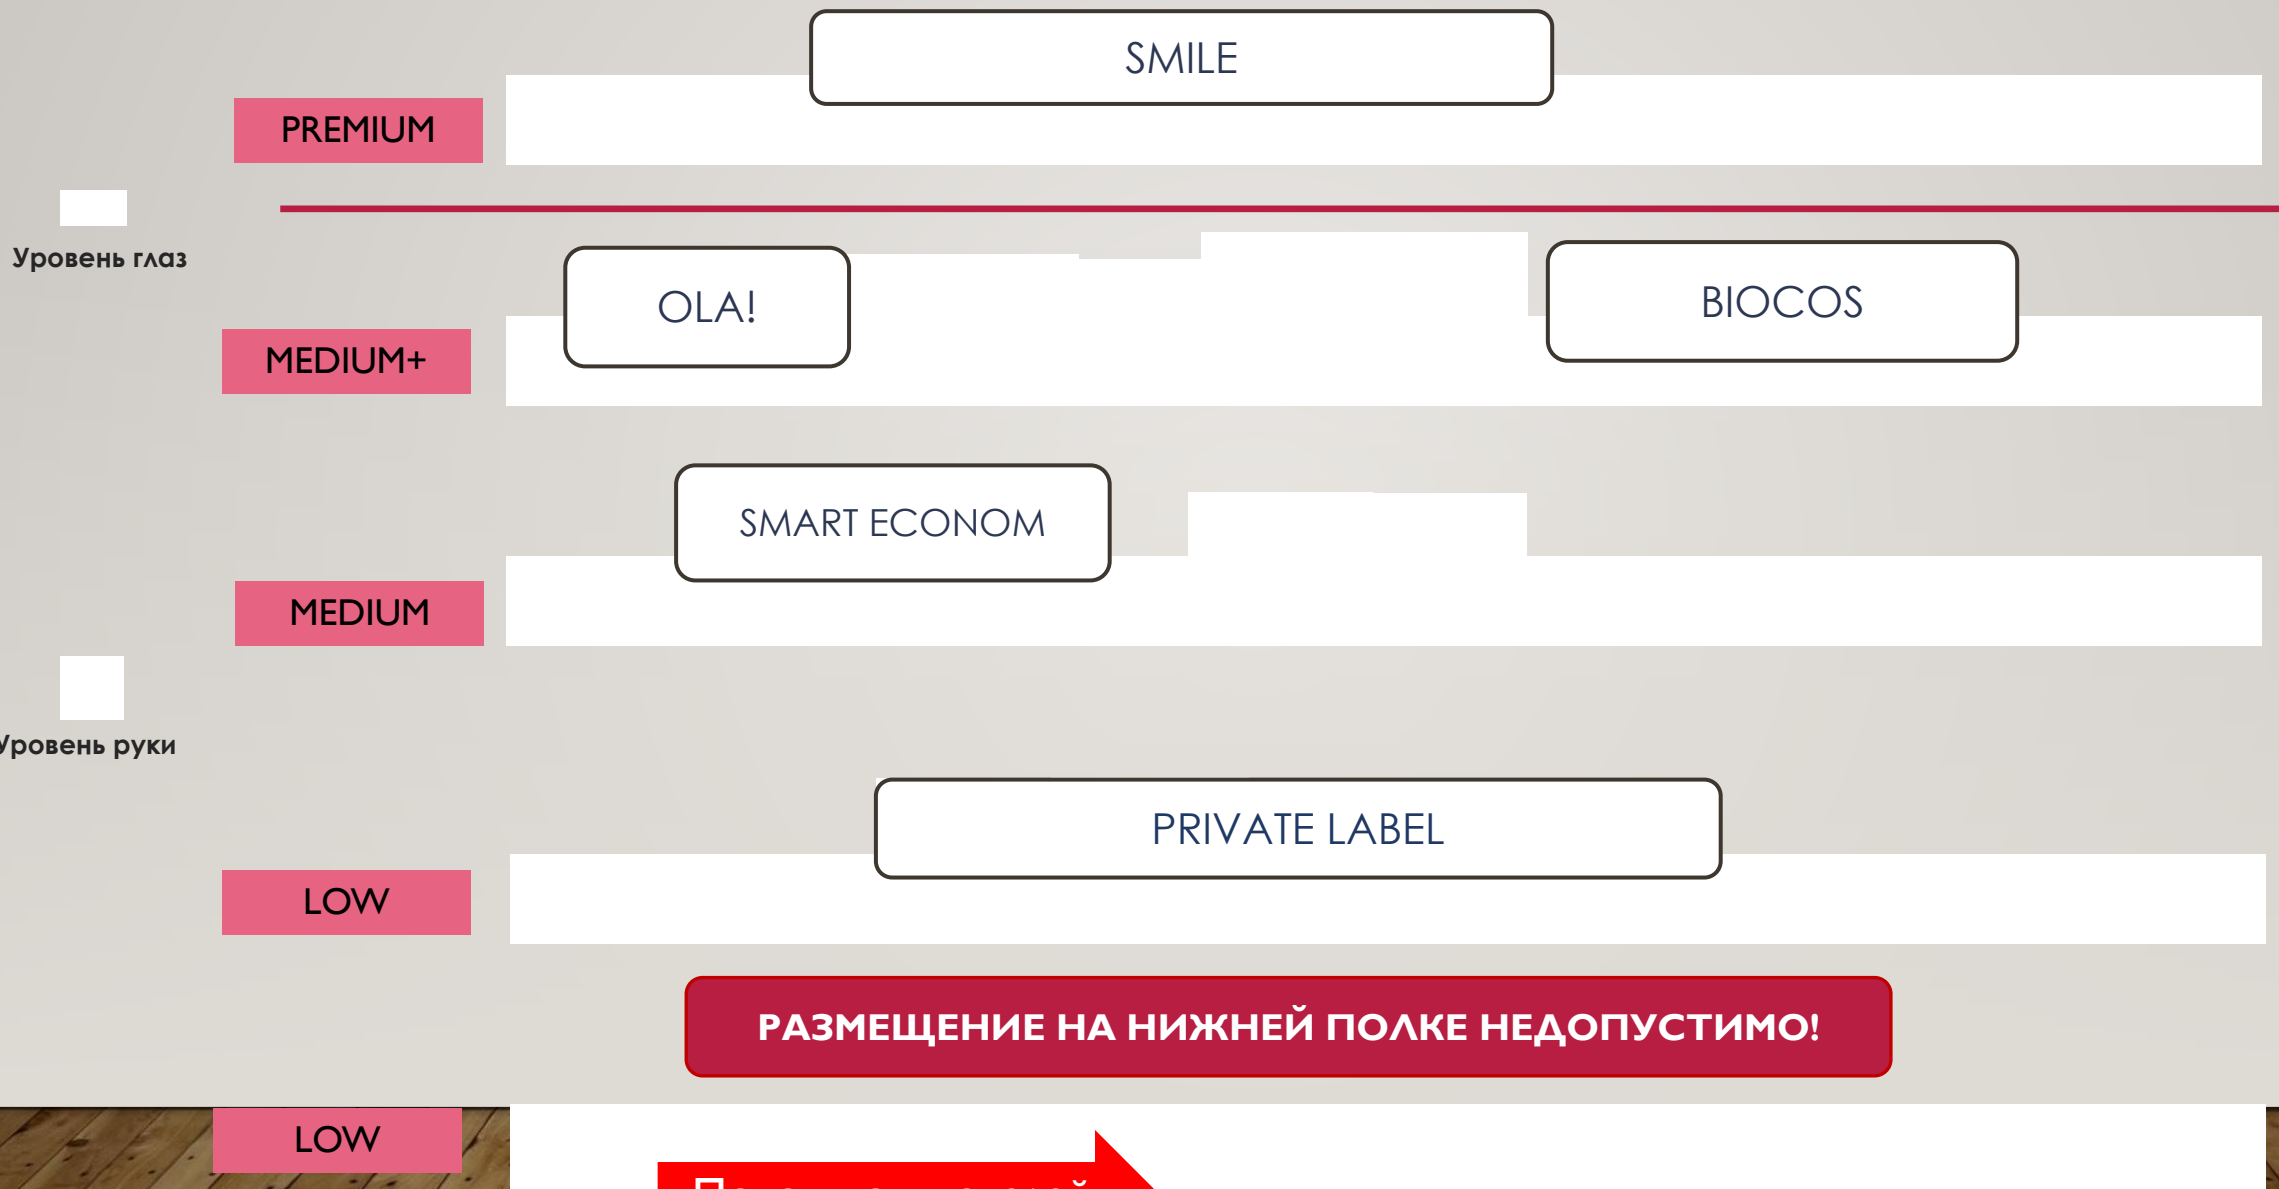 SMILE
PREMIUM
Уровень глаз
OLA!
BIOCOS
MEDIUM+
SMART ECONOM
MEDIUM
Уровень руки
PRIVATE LABEL
LOW
РАЗМЕЩЕНИЕ НА НИЖНЕЙ ПОЛКЕ НЕДОПУСТИМО!
LOW